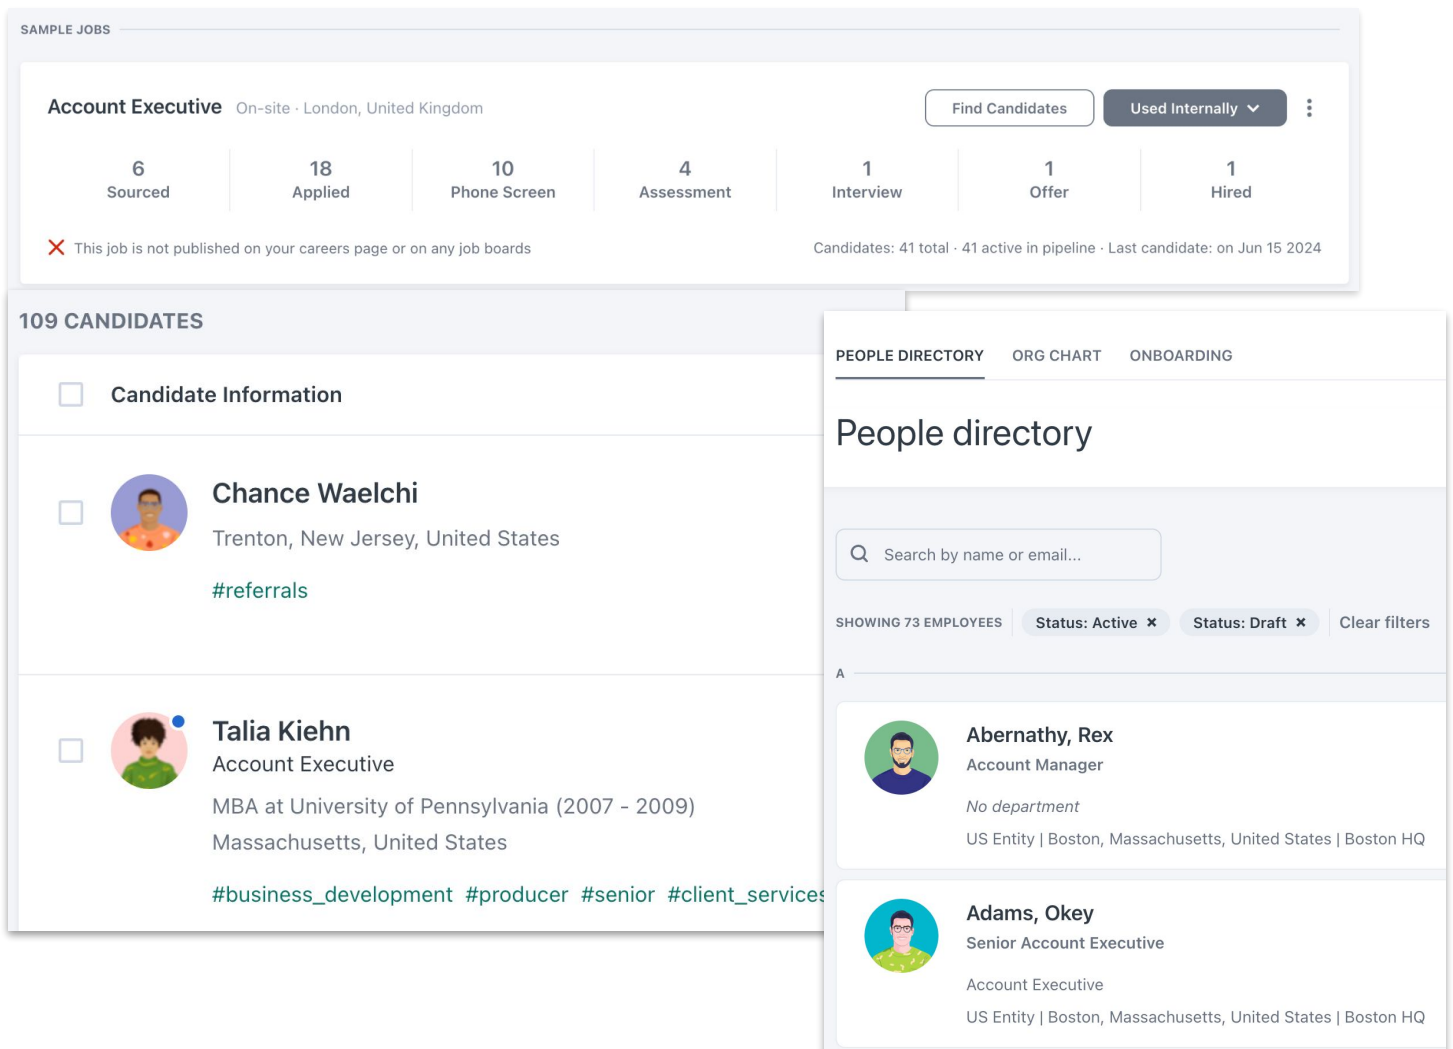 SAMPLE JOBS
Account Executive On-site · London, United Kingdom
Find Candidates
Used Internally
6
Sourced
18
Applied
10
Phone Screen
4
Assessment
1
Interview
1
Offer
1
Hired
This job is not published on your careers page or on any job boards
Candidates: 41 total · 41 active in pipeline · Last candidate: on Jun 15 2024
109 CANDIDATES
Candidate Information
Chance Waelchi
Trenton, New Jersey, United States
#referrals
Talia Kiehn
Account Executive
MBA at University of Pennsylvania (2007 - 2009)
Massachusetts, United States
#business_development #producer #senior #client_services
PEOPLE DIRECTORY ORG CHART ONBOARDING
People directory
Search by name or email...
SHOWING 73 EMPLOYEES Status: Active × Status: Draft × Clear filters
A
Abernathy, Rex
Account Manager
No department
US Entity | Boston, Massachusetts, United States | Boston HQ
Adams, Okey
Senior Account Executive
Account Executive
US Entity | Boston, Massachusetts, United States | Boston HQ